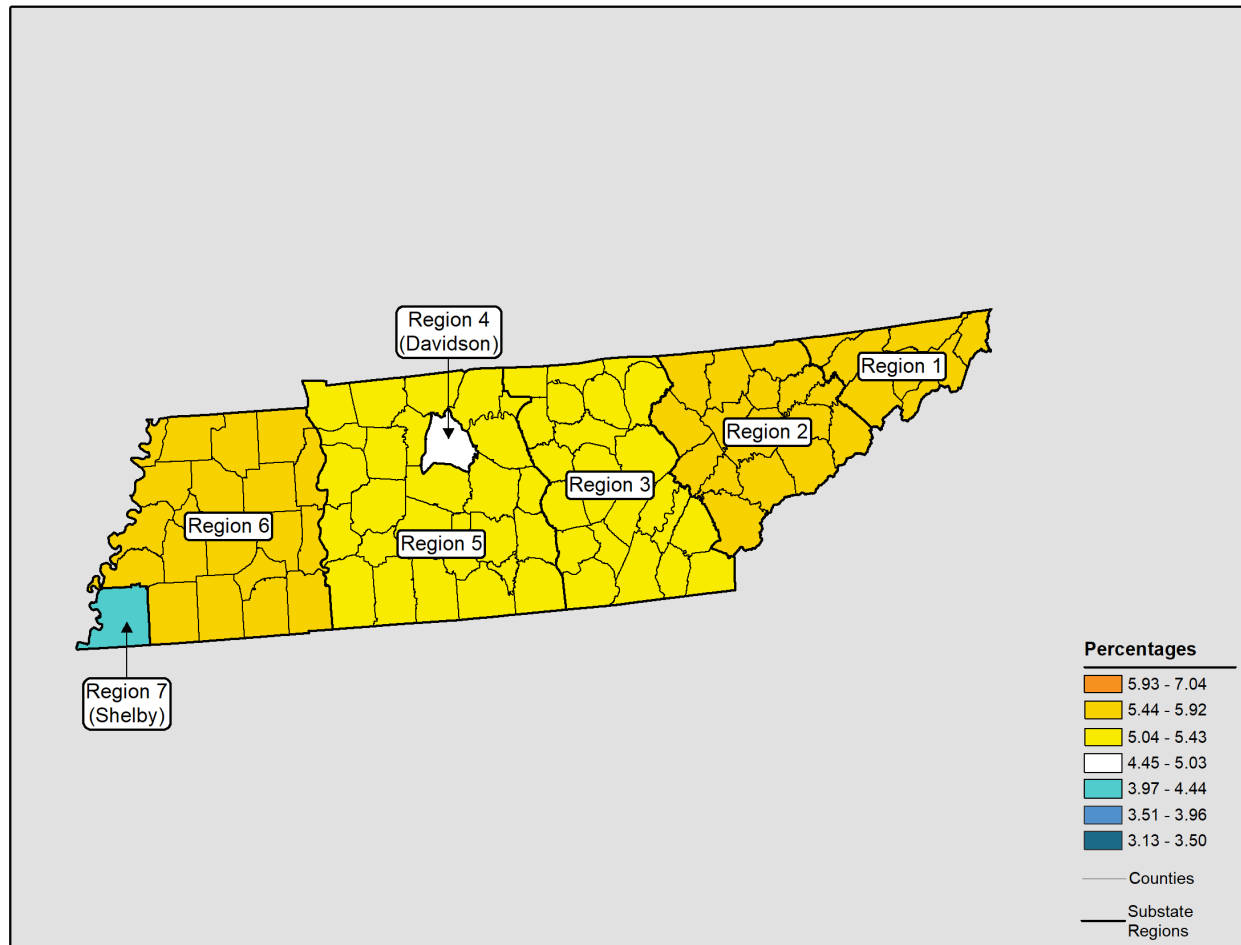 Region 4
(Davidson)
Region 1
Region 2
Region 3
Region 6
Region 5
Region 7
(Shelby)
Percentages
5.93 - 7.04
5.44 - 5.92
5.04 - 5.43
4.45 - 5.03
3.97 - 4.44
3.51 - 3.96
3.13 - 3.50
Counties
Substate
Regions